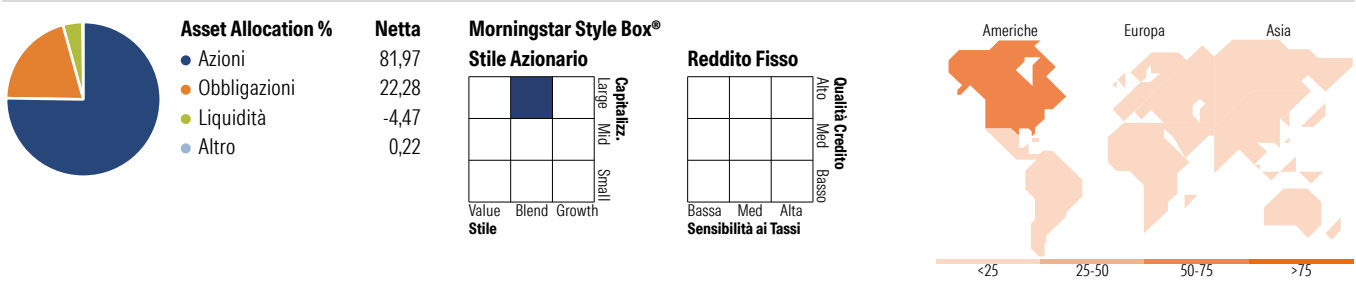 Asset Allocation % Netta
Azioni 81,97
Obbligazioni 22,28
Liquidità -4,47
Altro 0,22
Morningstar Style Box®
Stile Azionario
Large Mid Small
Capitalizz.
Value Blend Growth
Stile
Reddito Fisso
Alto Med Basso
Qualità Credito
Bassa Med Alta
Sensibilità ai Tassi
Americhe Europa Asia
<25 25-50 50-75 >75